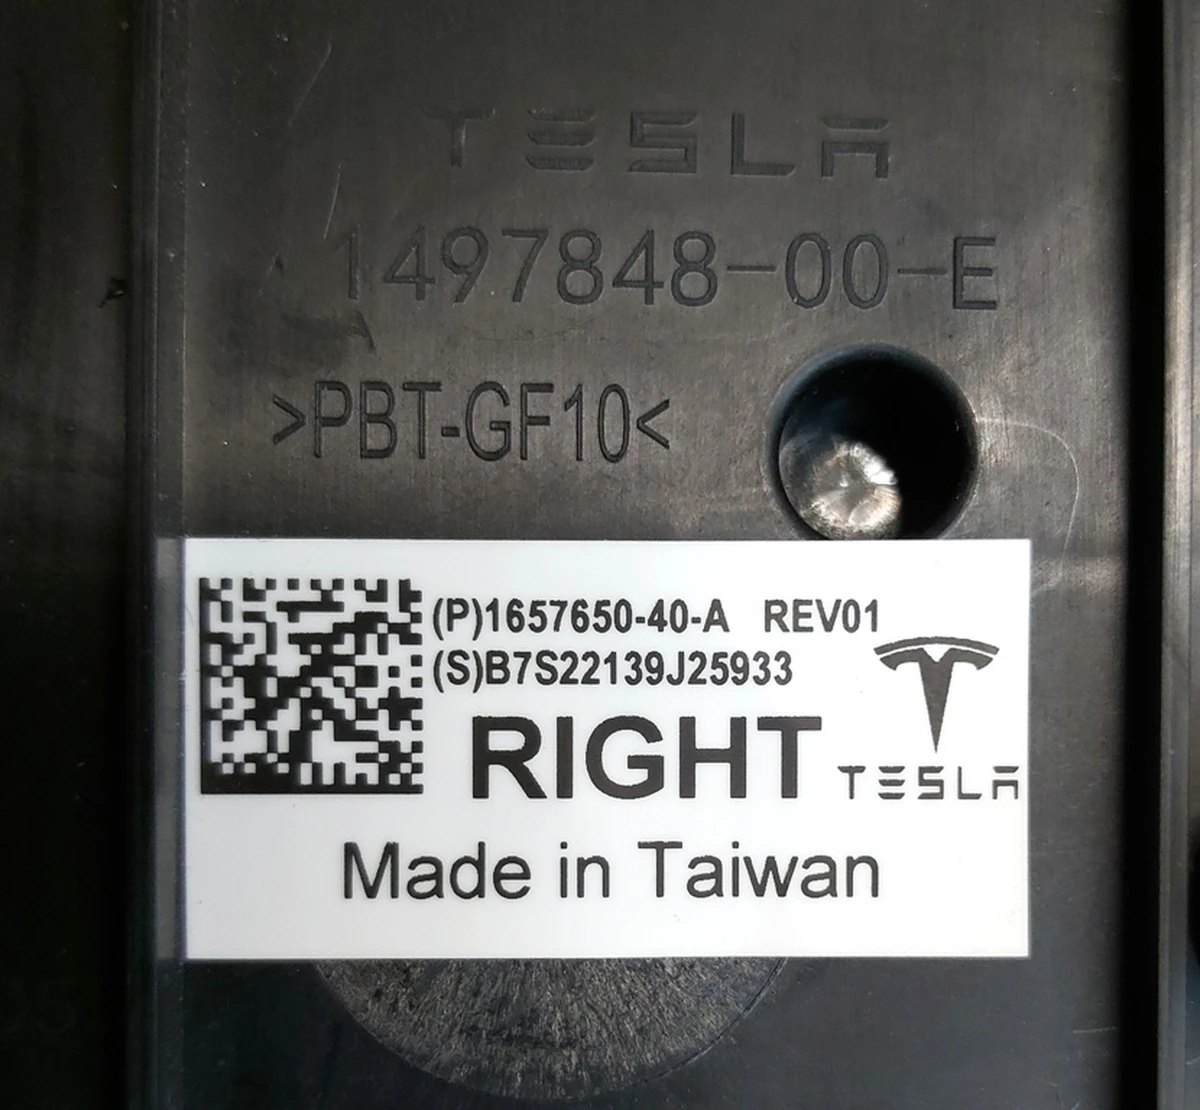 TESLA
1497848-00-E
>PBT-GF10<
(P)1657650-40-A REV01
(S)B7S22139J25933
RIGHT
TESLA
Made in Taiwan